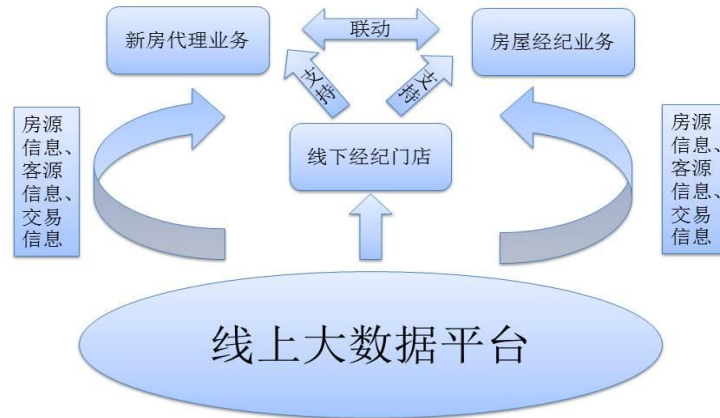 新房代理业务
联动
房屋经纪业务
支持
支持
房源
信息、
客源
信息、
交易
信息
线下经纪门店
房源
信息、
客源
信息、
交易
信息
线上大数据平台